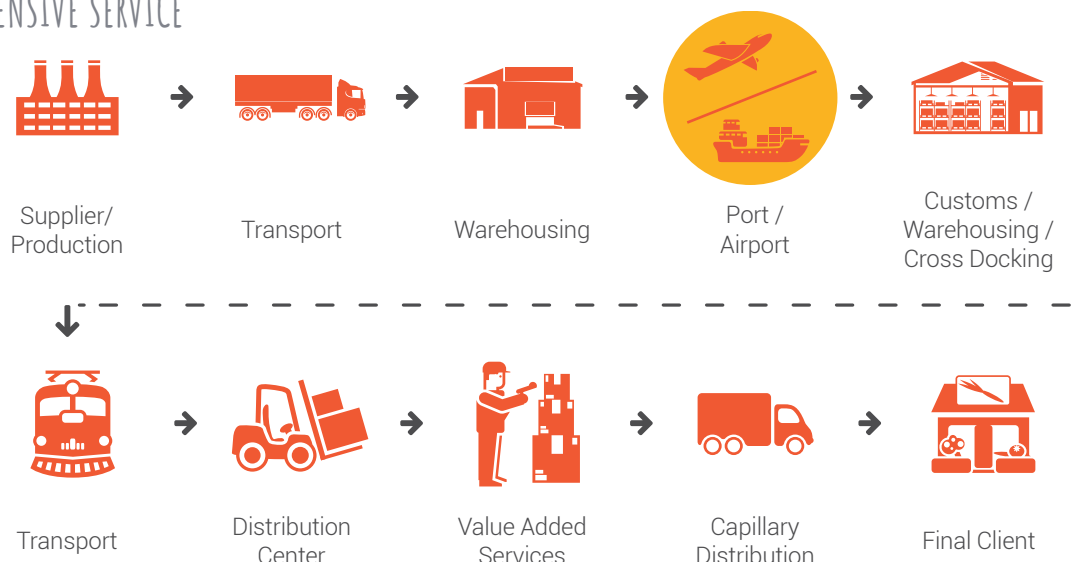 SERVICE
Supplier/
Production
Transport
Warehousing
Port /
Airport
Customs /
Warehousing /
Cross Docking
Transport
Distribution
Center
Value Added
Services
Capillary
Distribution
Final Client